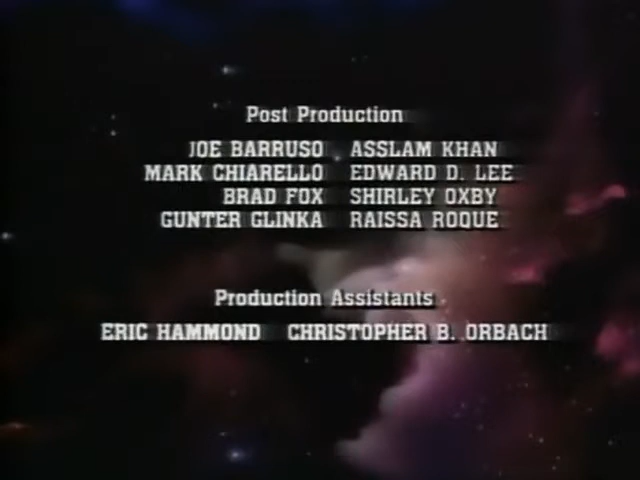 Post Production
JOE BARRUSO ASSLAM KHAN
MARK CHIARELLO EDWARD D. LEE
BRAD FOX SHIRLEY OXBY
GUNTER GLINKA RAISSA ROQUE
Production Assistants
ERIC HAMMOND CHRISTOPHER B. ORBACH